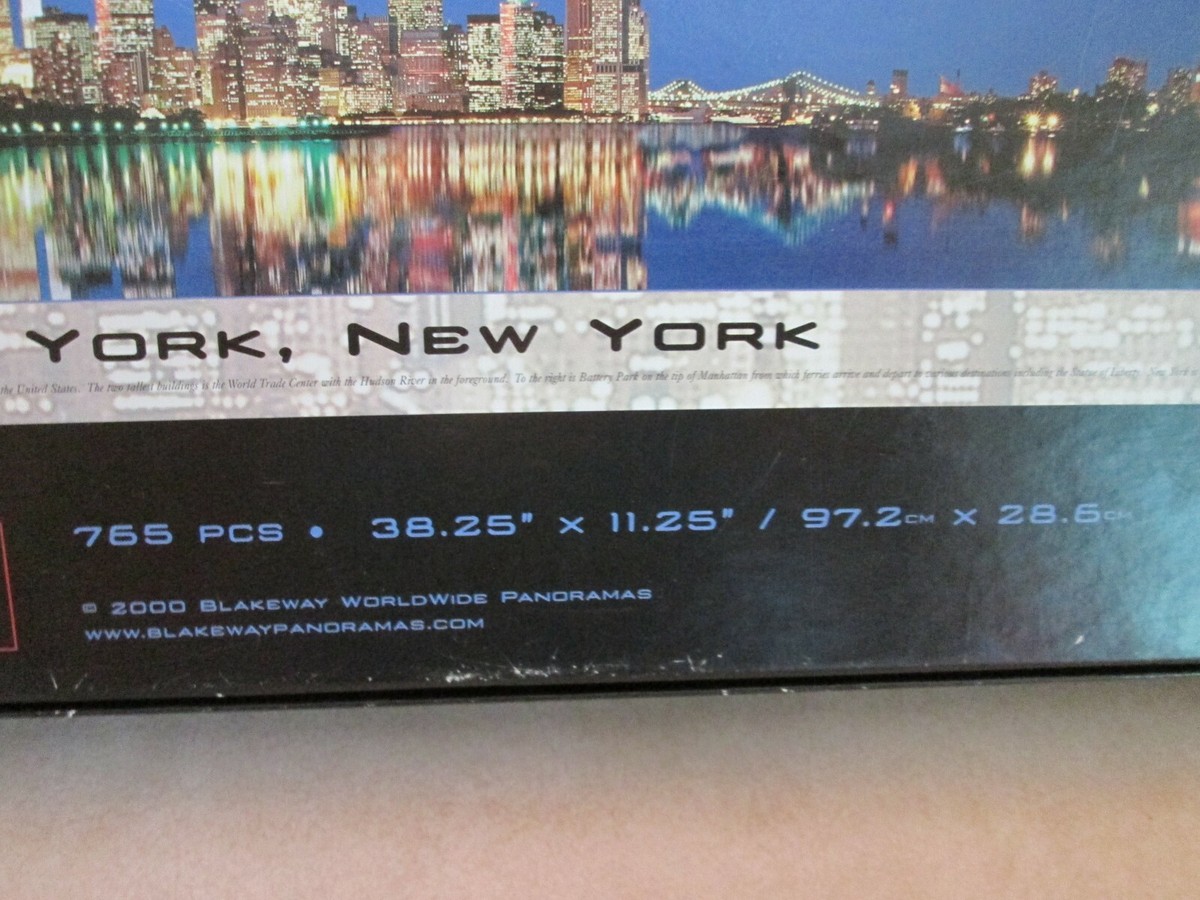 YORK, NEW YORK
the United States. The two tallest buildings is the World Trade Center with the Hudson River in the foreground. To the right is Battery Park on the tip of Manhattan from which ferries arrive and depart to various destinations including the Statue of Liberty. New York is
765 PCS • 38.25" X 11.25" / 97.2CM X 28.6CM
© 2000 BLAKEWAY WORLDWIDE PANORAMAS
WWW.BLAKEWAYPANORAMAS.COM